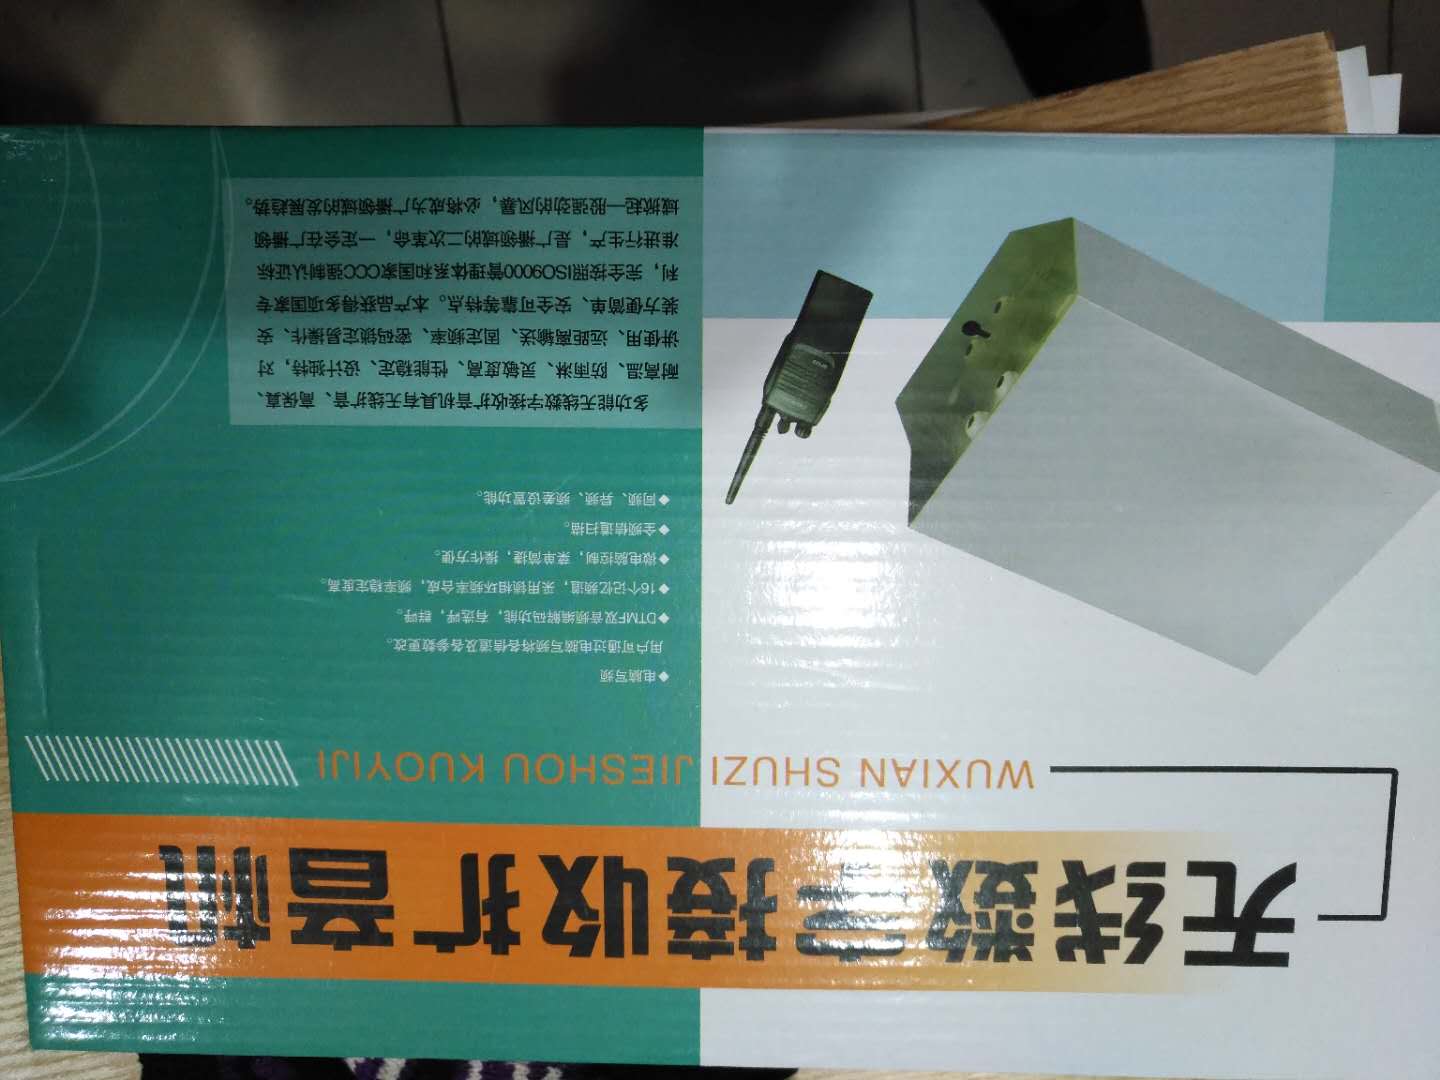 无线数字接收扩音机
WUXIAN SHUZI JIESHOU KUOYIJI
◆电脑写频
用户可通过电脑写频将各信道及各参数更改。
◆DTMF双音频编解码功能，有选呼，群呼。
◆16个记忆频道，采用锁相环频率合成，频率稳定度高。
◆微电脑控制，菜单简捷，操作方便。
◆全频信道扫描。
◆同频、异频、频差设置功能。
多功能无线数字接收扩音机具有无线扩音、高保真、
耐高温、防雨淋、灵敏度高、性能稳定、设计独特，对
讲使用、远距离输送、固定频率、密码锁定易操作、安
装方便简单、安全可靠等特点。本产品获得多项国家专
利，完全按照ISO9000管理体系和国家CCC强制认证标
准进行生产，是广播领域的二次革命，一定会在广播领
域掀起一股强劲的风暴，必将成为广播领域的发展趋势。